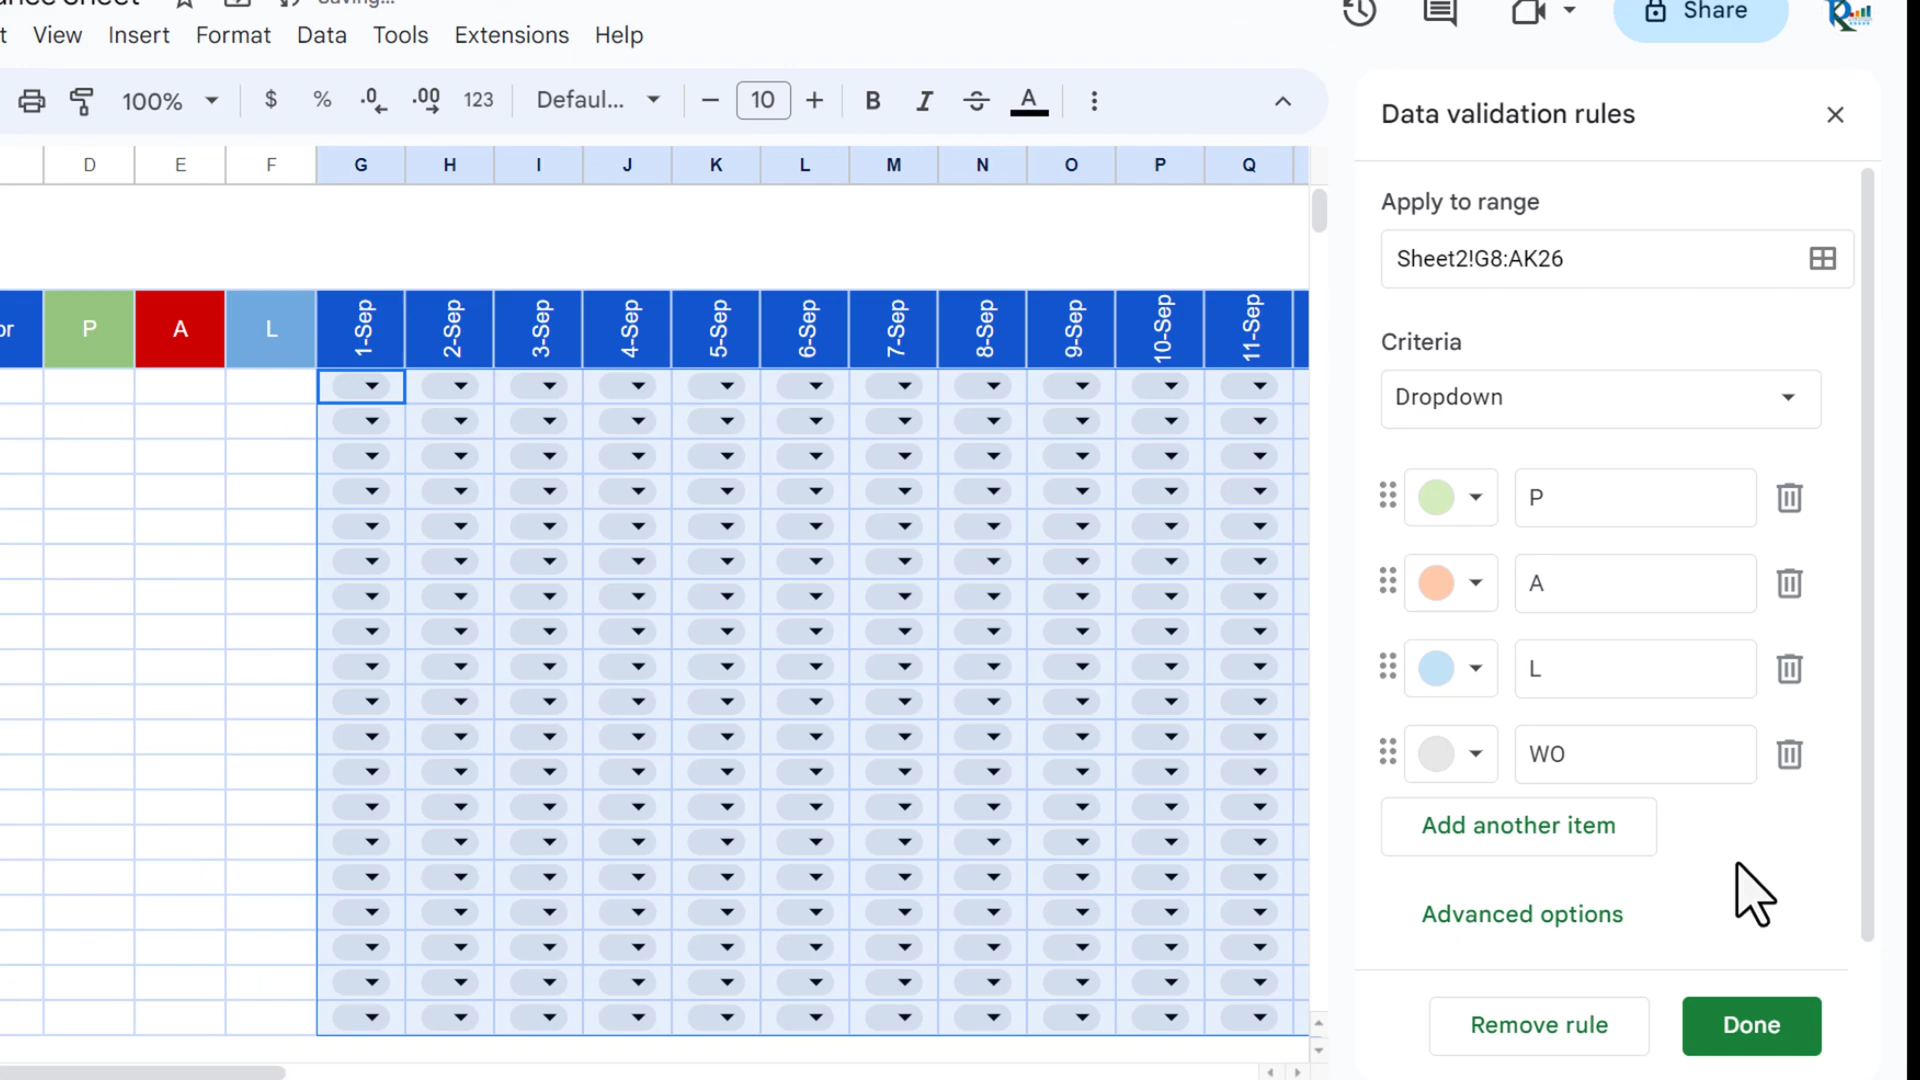 Saving...
View Insert Format Data Tools Extensions Help
Share
100% $ % .0 .00 123 Defaul... 10 B I A
Data validation rules
D E F G H I J K L M N O P Q
Apply to range
Sheet2!G8:AK26
or P A L 1-Sep 2-Sep 3-Sep 4-Sep 5-Sep 6-Sep 7-Sep 8-Sep 9-Sep 10-Sep 11-Sep
Criteria
Dropdown
P
A
L
WO
Add another item
Advanced options
Remove rule Done